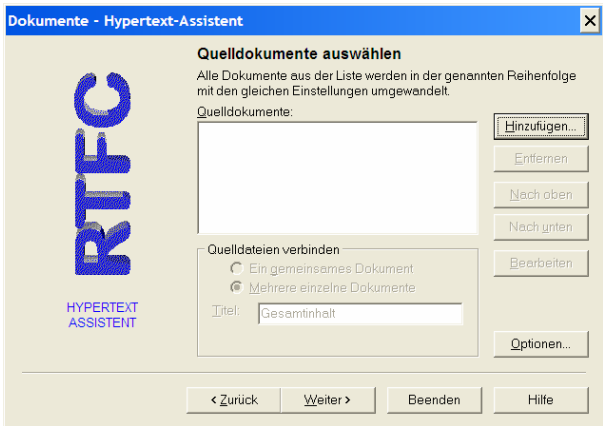 Dokumente - Hypertext-Assistent
Quelldokumente auswählen
Alle Dokumente aus der Liste werden in der genannten Reihenfolge
mit den gleichen Einstellungen umgewandelt.
Quelldokumente:
Hinzufügen...
Entfernen
Nach oben
Nach unten
Bearbeiten
RTFC
HYPERTEXT
ASSISTENT
Quelldateien verbinden
Ein gemeinsames Dokument
Mehrere einzelne Dokumente
Titel:
Gesamtinhalt
Optionen...
< Zurück
Weiter >
Beenden
Hilfe